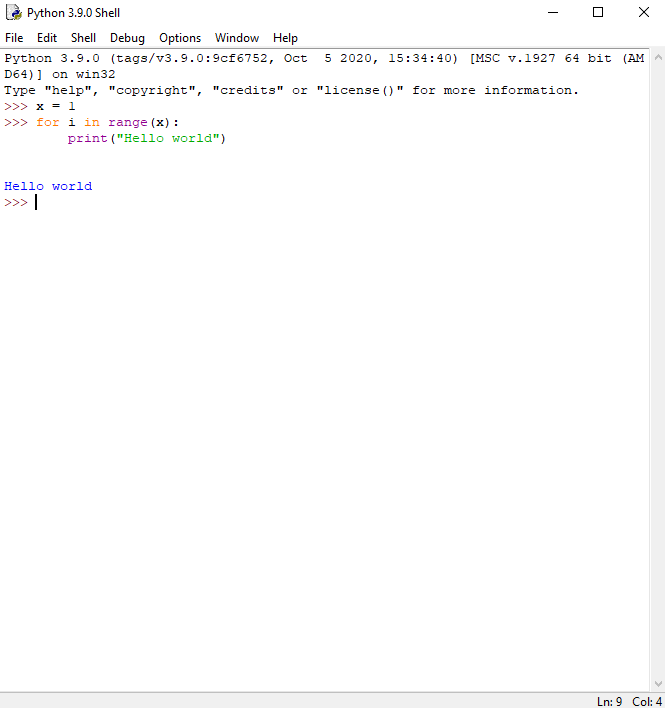 Python 3.9.0 Shell
File Edit Shell Debug Options Window Help
Python 3.9.0 (tags/v3.9.0:9cf6752, Oct  5 2020, 15:34:40) [MSC v.1927 64 bit (AM
D64)] on win32
Type "help", "copyright", "credits" or "license()" for more information.
>>> x = 1
>>> for i in range(x):
        print("Hello world")
Hello world
>>>
Ln: 9 Col: 4